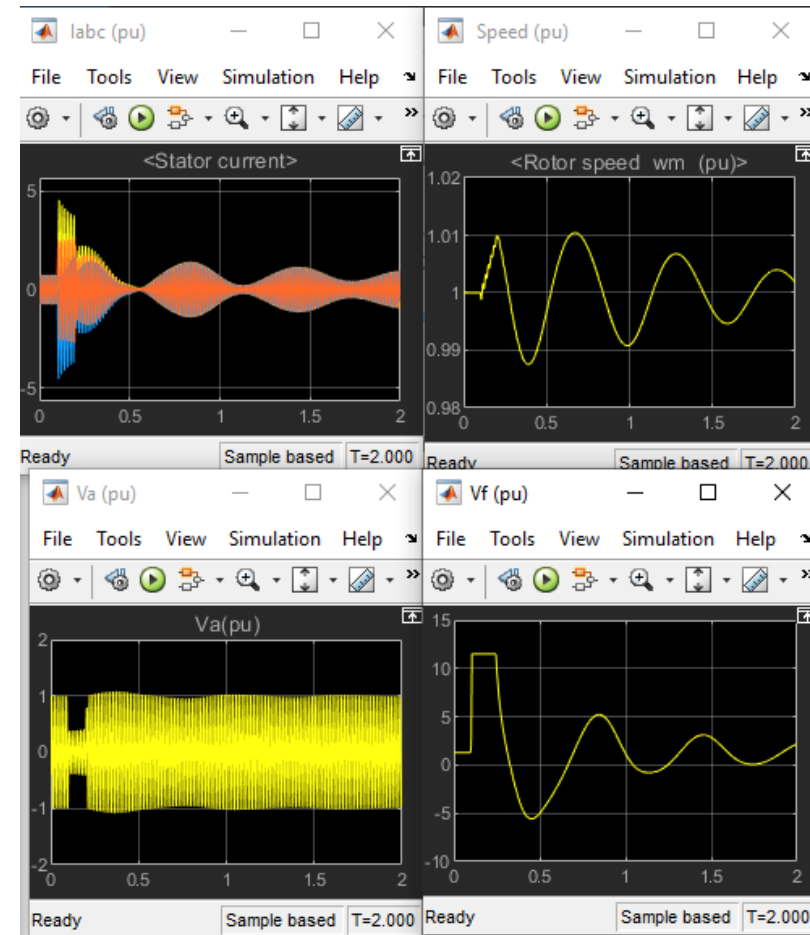 Iabc (pu)
File Tools View Simulation Help
<Stator current>
5
0
-5
0 0.5 1 1.5 2
Ready Sample based T=2.000
Speed (pu)
File Tools View Simulation Help
<Rotor speed wm (pu)>
1.02
1.01
1
0.99
0.98
0 0.5 1 1.5 2
Ready Sample based T=2.000
Va (pu)
File Tools View Simulation Help
Va(pu)
2
1
0
-1
-2
0 0.5 1 1.5 2
Ready Sample based T=2.000
Vf (pu)
File Tools View Simulation Help
15
10
5
0
-5
-10
0 0.5 1 1.5 2
Ready Sample based T=2.000